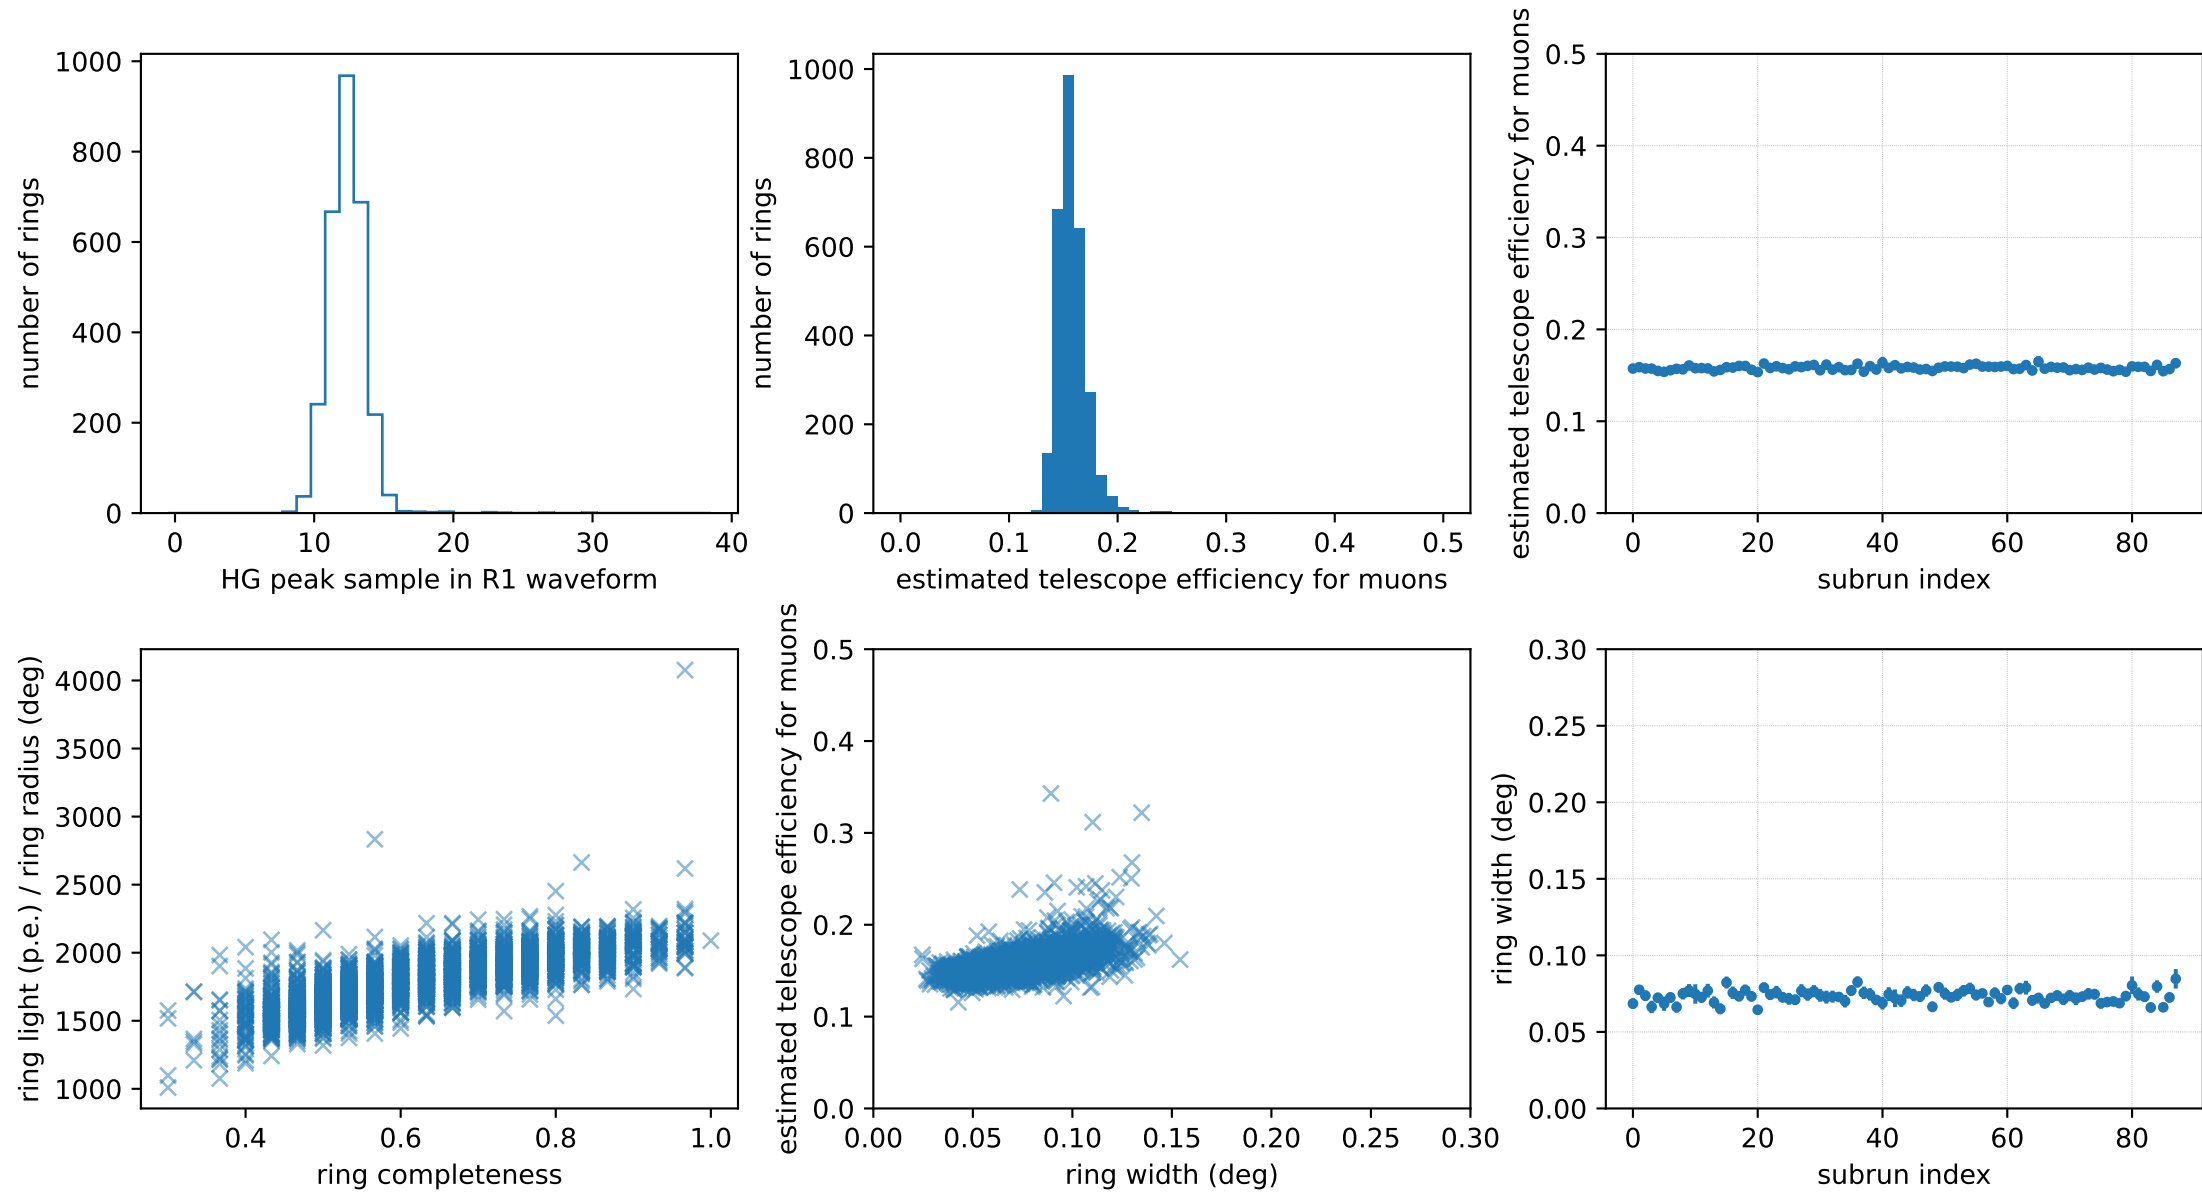 1000
800
600
400
200
0
number of rings
0 10 20 30 40
HG peak sample in R1 waveform
1000
800
600
400
200
0
number of rings
0.0 0.1 0.2 0.3 0.4 0.5
estimated telescope efficiency for muons
0.5
0.4
0.3
0.2
0.1
0.0
estimated telescope efficiency for muons
0 20 40 60 80
subrun index
4000
3500
3000
2500
2000
1500
1000
ring light (p.e.) / ring radius (deg)
0.4 0.6 0.8 1.0
ring completeness
0.5
0.4
0.3
0.2
0.1
0.0
estimated telescope efficiency for muons
0.00 0.05 0.10 0.15 0.20 0.25 0.30
ring width (deg)
0.30
0.25
0.20
0.15
0.10
0.05
0.00
ring width (deg)
0 20 40 60 80
subrun index